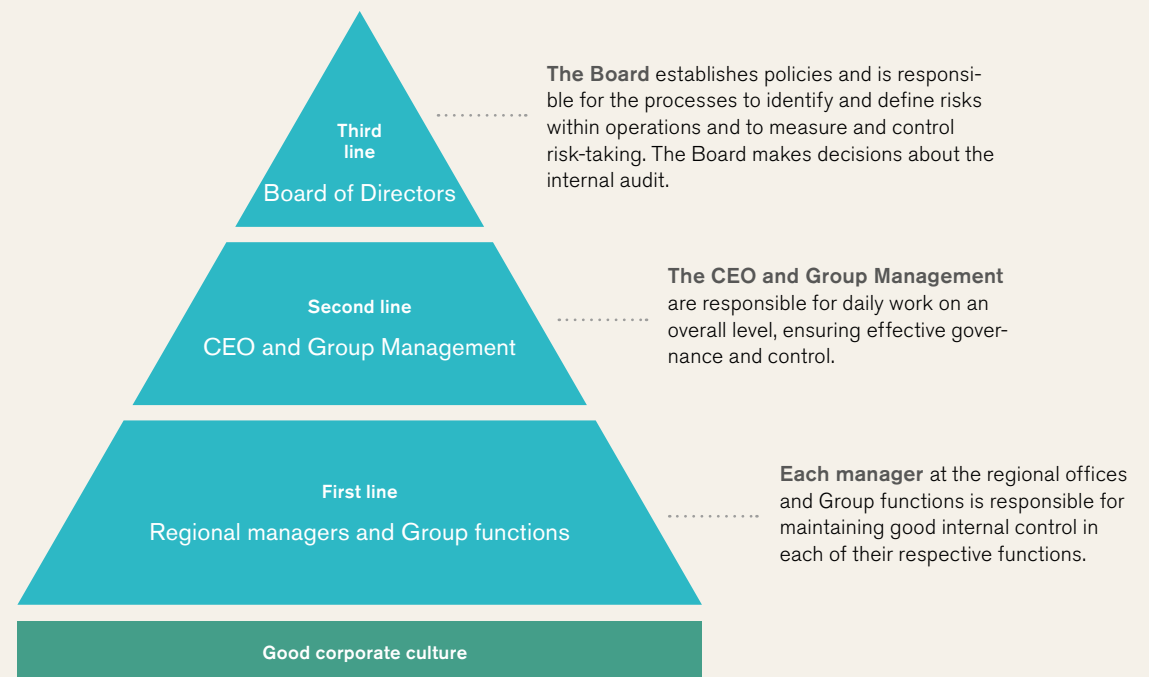 Third
line
Board of Directors
The Board establishes policies and is responsi-
ble for the processes to identify and define risks
within operations and to measure and control
risk-taking. The Board makes decisions about the
internal audit.
Second line
CEO and Group Management
The CEO and Group Management
are responsible for daily work on an
overall level, ensuring effective gover-
nance and control.
First line
Regional managers and Group functions
Each manager at the regional offices
and Group functions is responsible for
maintaining good internal control in
each of their respective functions.
Good corporate culture